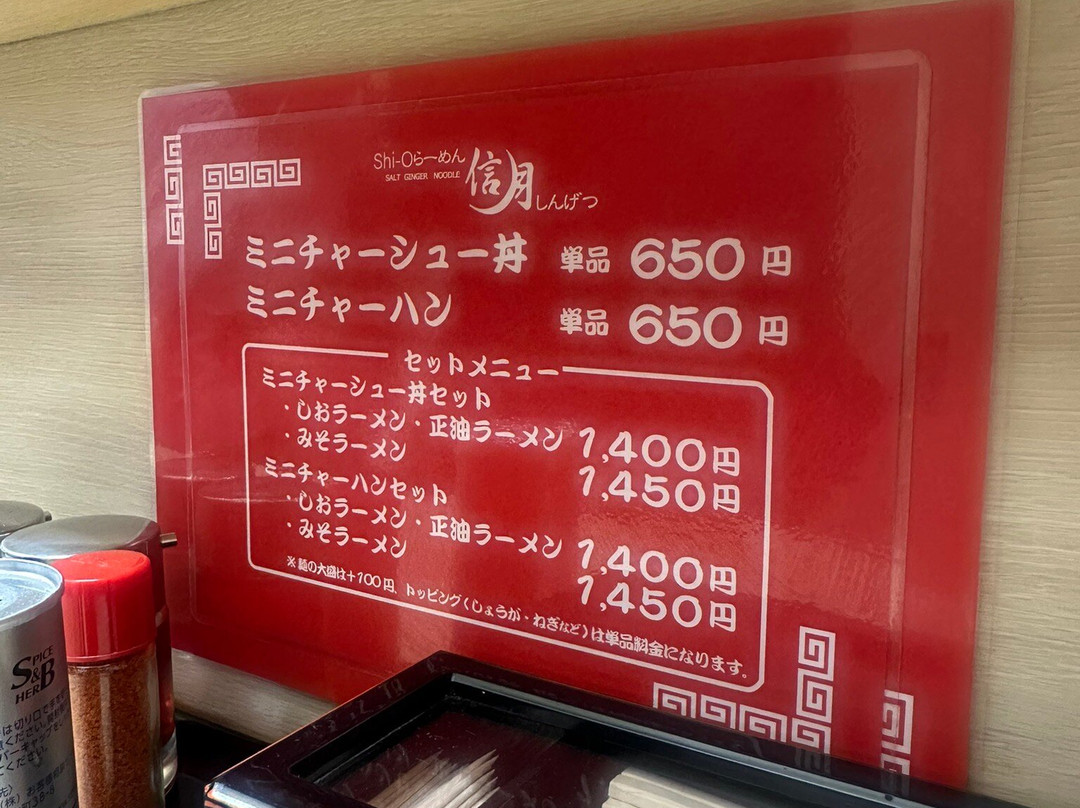 Shi-Oらーめん
SALT GINGER NOODLE
信月
しんげつ
ミニチャーシュー丼 単品 650円
ミニチャーハン 単品 650円
セットメニュー
ミニチャーシュー丼セット
・しおラーメン・正油ラーメン 1,400円
・みそラーメン 1,450円
ミニチャーハンセット
・しおラーメン・正油ラーメン 1,400円
・みそラーメン 1,450円
※麺の大盛は+100円、トッピング(しょうが・ねぎなど)は単品料金になります。
SPICE
&
HERB
S&B